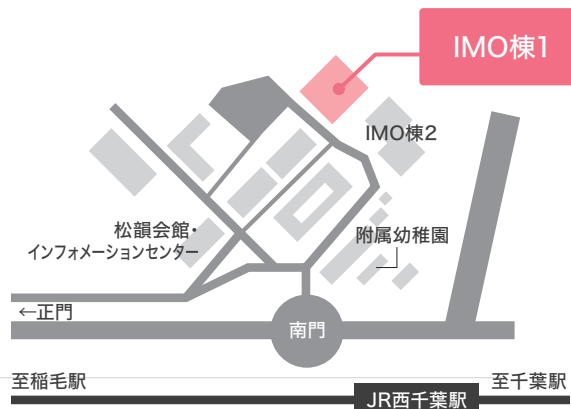 IMO棟1
IMO棟2
松韻会館・
インフォメーションセンター
附属幼稚園
←正門
南門
至稲毛駅
至千葉駅
JR西千葉駅